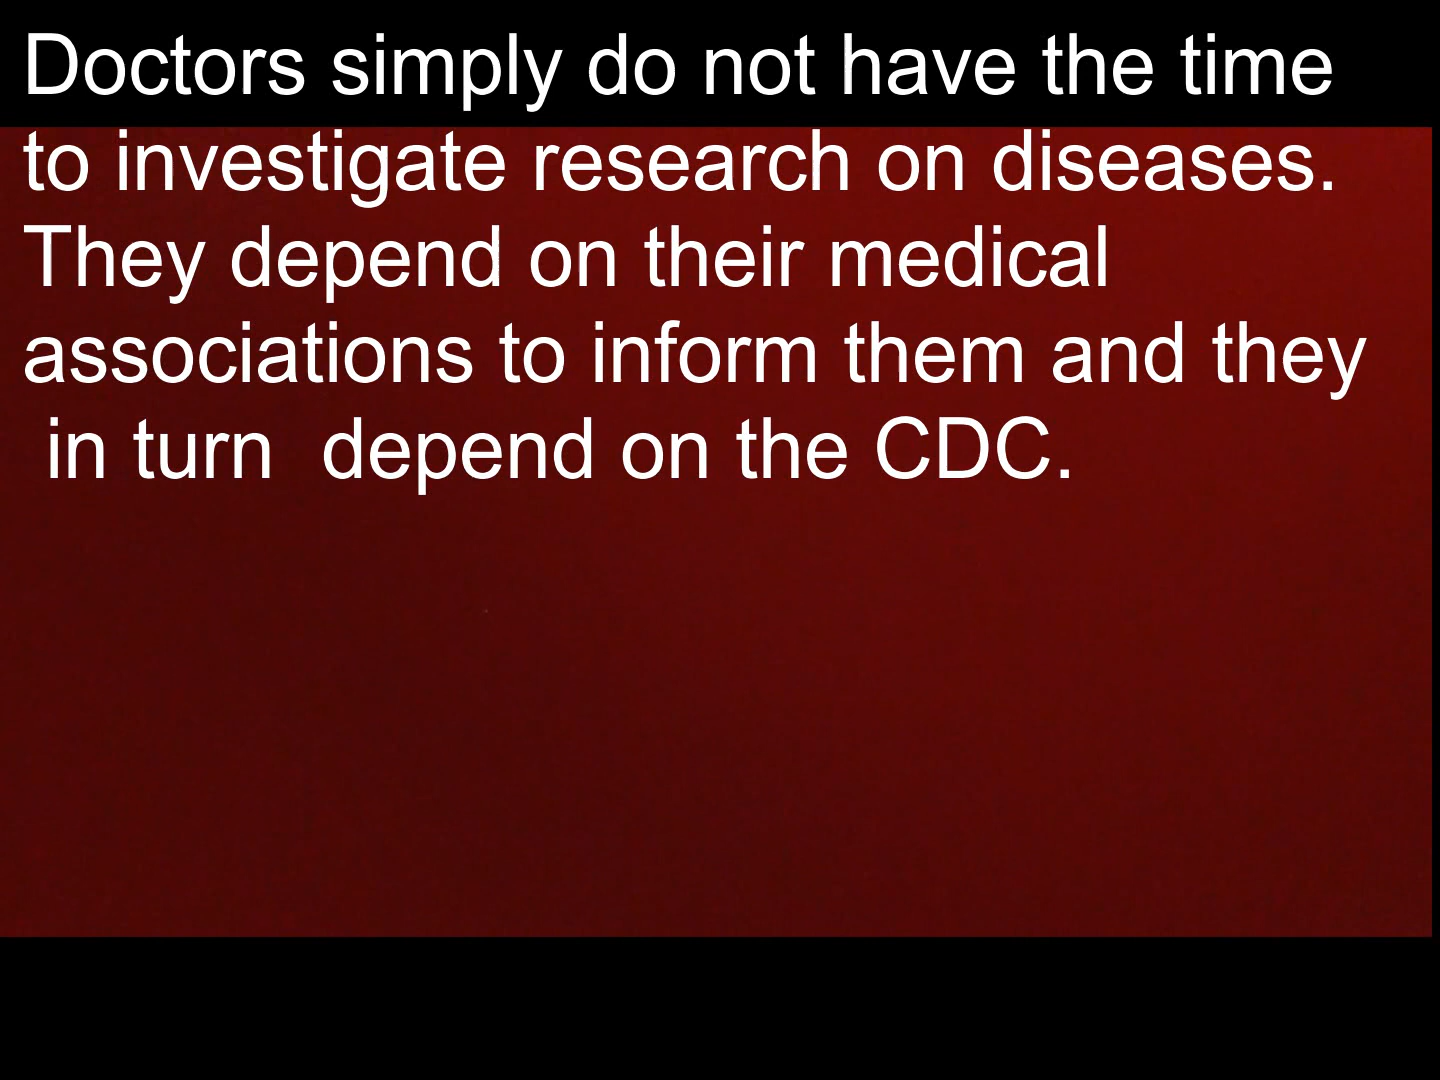 Doctors simply do not have the time
to investigate research on diseases.
They depend on their medical
associations to inform them and they
in turn  depend on the CDC.